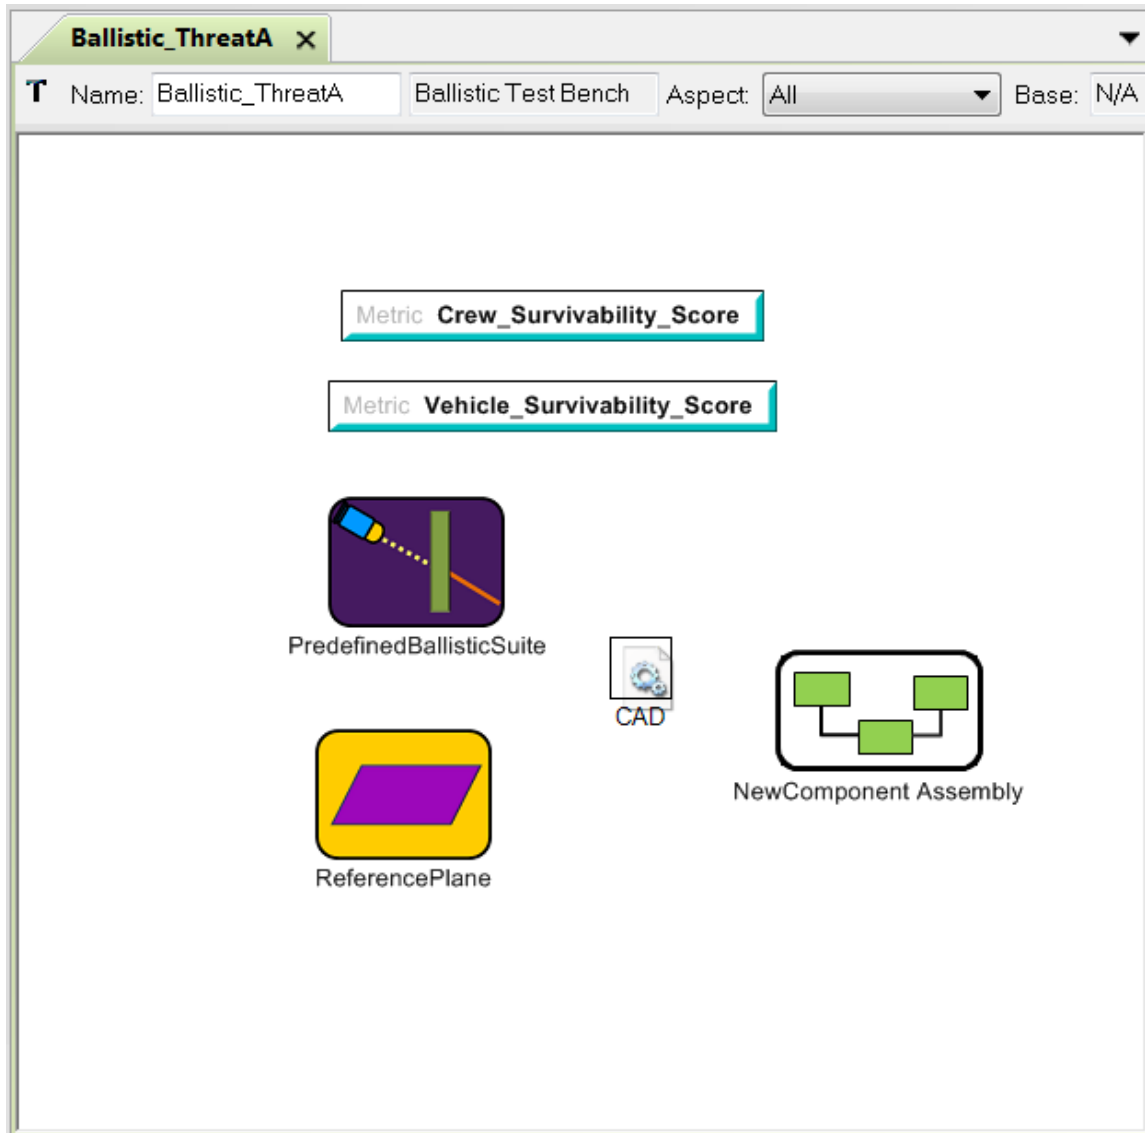 Ballistic_ThreatA
Name: Ballistic_ThreatA Ballistic Test Bench Aspect: All Base: N/A
Metric Crew_Survivability_Score
Metric Vehicle_Survivability_Score
PredefinedBallisticSuite
CAD
NewComponent Assembly
ReferencePlane